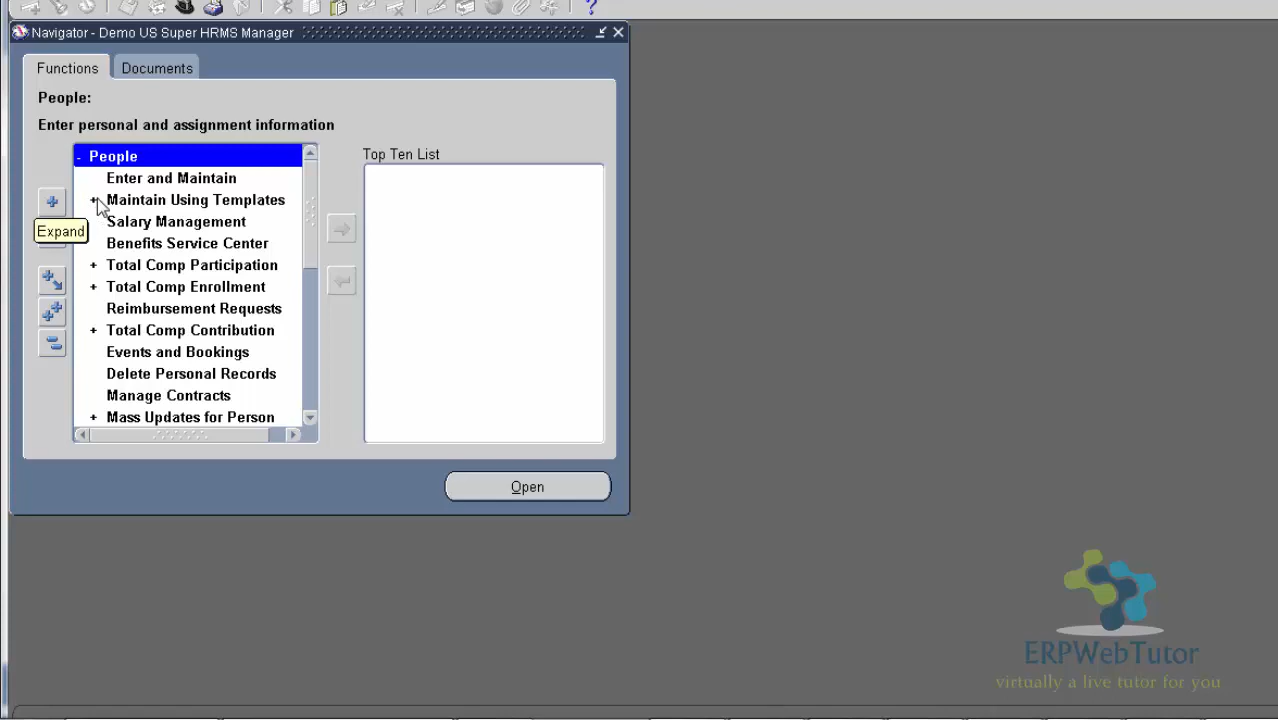 Navigator - Demo US Super HRMS Manager
Functions
Documents
People:
Enter personal and assignment information
Top Ten List
- People
Enter and Maintain
+ Maintain Using Templates
Expand
Salary Management
Benefits Service Center
+ Total Comp Participation
+ Total Comp Enrollment
Reimbursement Requests
+ Total Comp Contribution
Events and Bookings
Delete Personal Records
Manage Contracts
+ Mass Updates for Person
Open
ERPWebTutor
virtually a live tutor for you